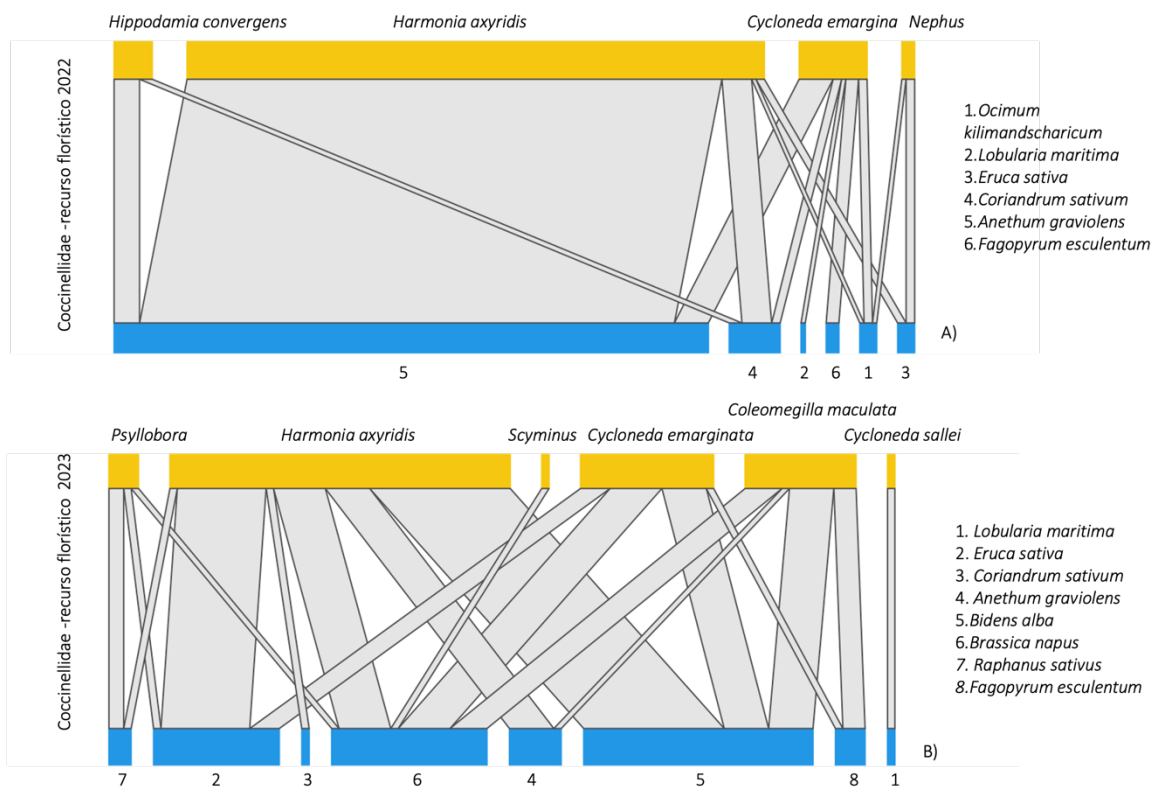 Hippodamia convergens Harmonia axyridis Cycloneda emargina Nephus
Coccinellidae -recurso florístico 2022
1.Ocimum
kilimandscharicum
2.Lobularia maritima
3.Eruca sativa
4.Coriandrum sativum
5.Anethum graviolens
6.Fagopyrum esculentum
A)
5 4 2 6 1 3
Coleomegilla maculata
Psyllobora Harmonia axyridis Scyminus Cycloneda emarginata Cycloneda sallei
Coccinellidae -recurso florístico 2023
1. Lobularia maritima
2. Eruca sativa
3. Coriandrum sativum
4. Anethum graviolens
5.Bidens alba
6.Brassica napus
7. Raphanus sativus
8.Fagopyrum esculentum
B)
7 2 3 6 4 5 8 1